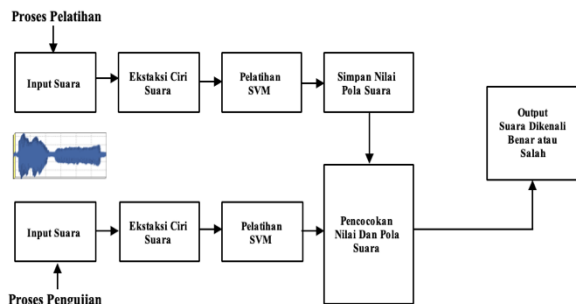 Proses Pelatihan
Input Suara
Ekstaksi Ciri
Suara
Pelatihan
SVM
Simpan Nilai
Pola Suara
Output
Suara Dikenali
Benar atau
Salah
Input Suara
Ekstaksi Ciri
Suara
Pelatihan
SVM
Pencocokan
Nilai Dan Pola
Suara
Proses Pengujian